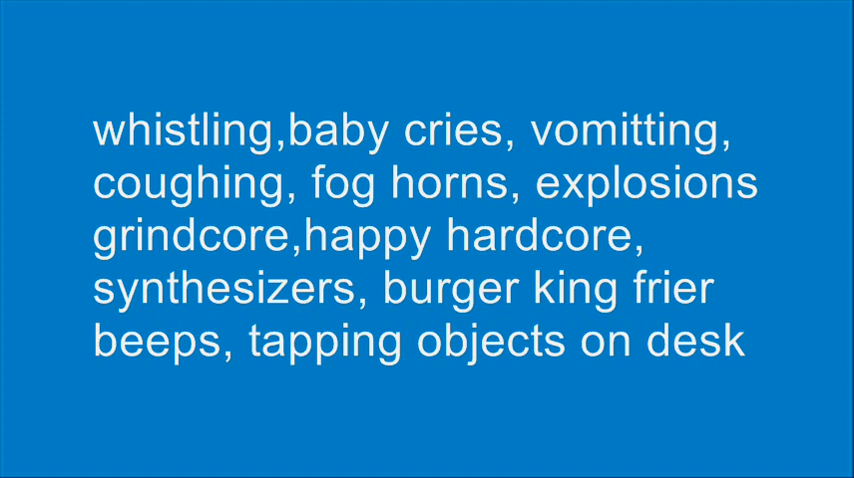 whistling,baby cries, vomitting,
coughing, fog horns, explosions
grindcore,happy hardcore,
synthesizers, burger king frier
beeps, tapping objects on desk